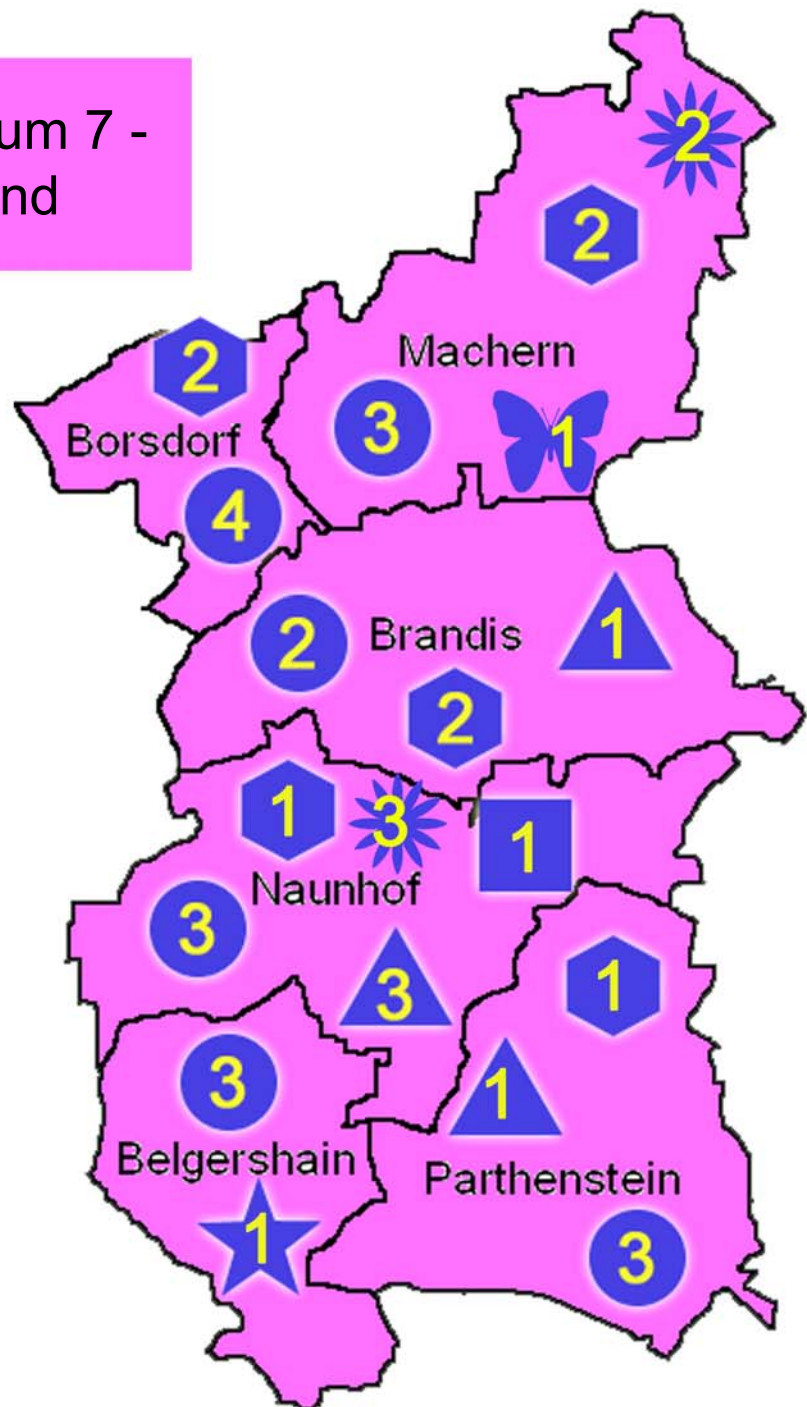 um 7 -
nd
2
2
Machern
2
3
1
Borsdorf
4
2
Brandis
1
2
1
3
1
Naunhof
3
3
1
3
1
Belgershain
Parthenstein
1
3